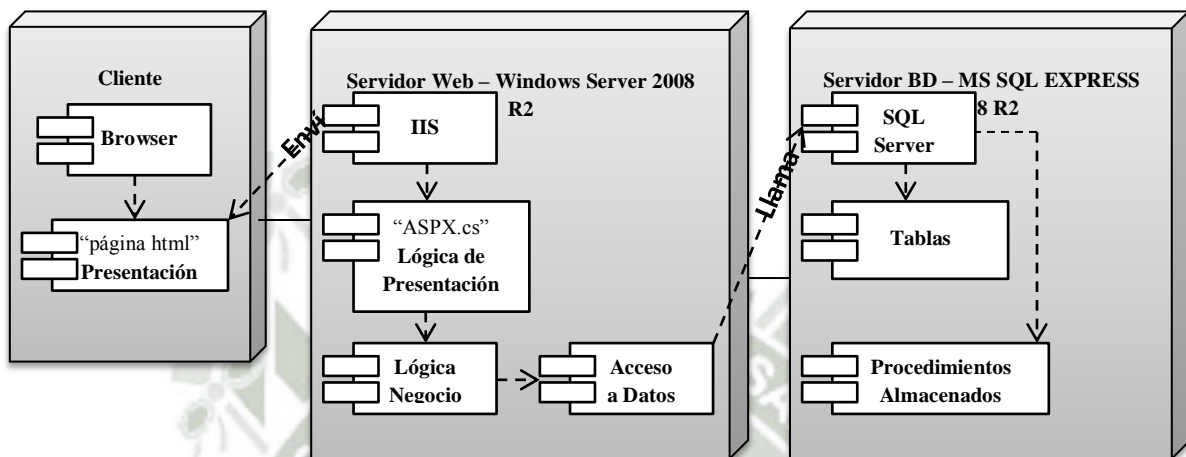 Cliente
Browser
“página html”
Presentación
Servidor Web – Windows Server 2008
R2
Enví
IIS
“ASPX.cs”
Lógica de
Presentación
Lógica
Negocio
Acceso
a Datos
Llama
Servidor BD – MS SQL EXPRESS
8 R2
SQL
Server
Tablas
Procedimientos
Almacenados